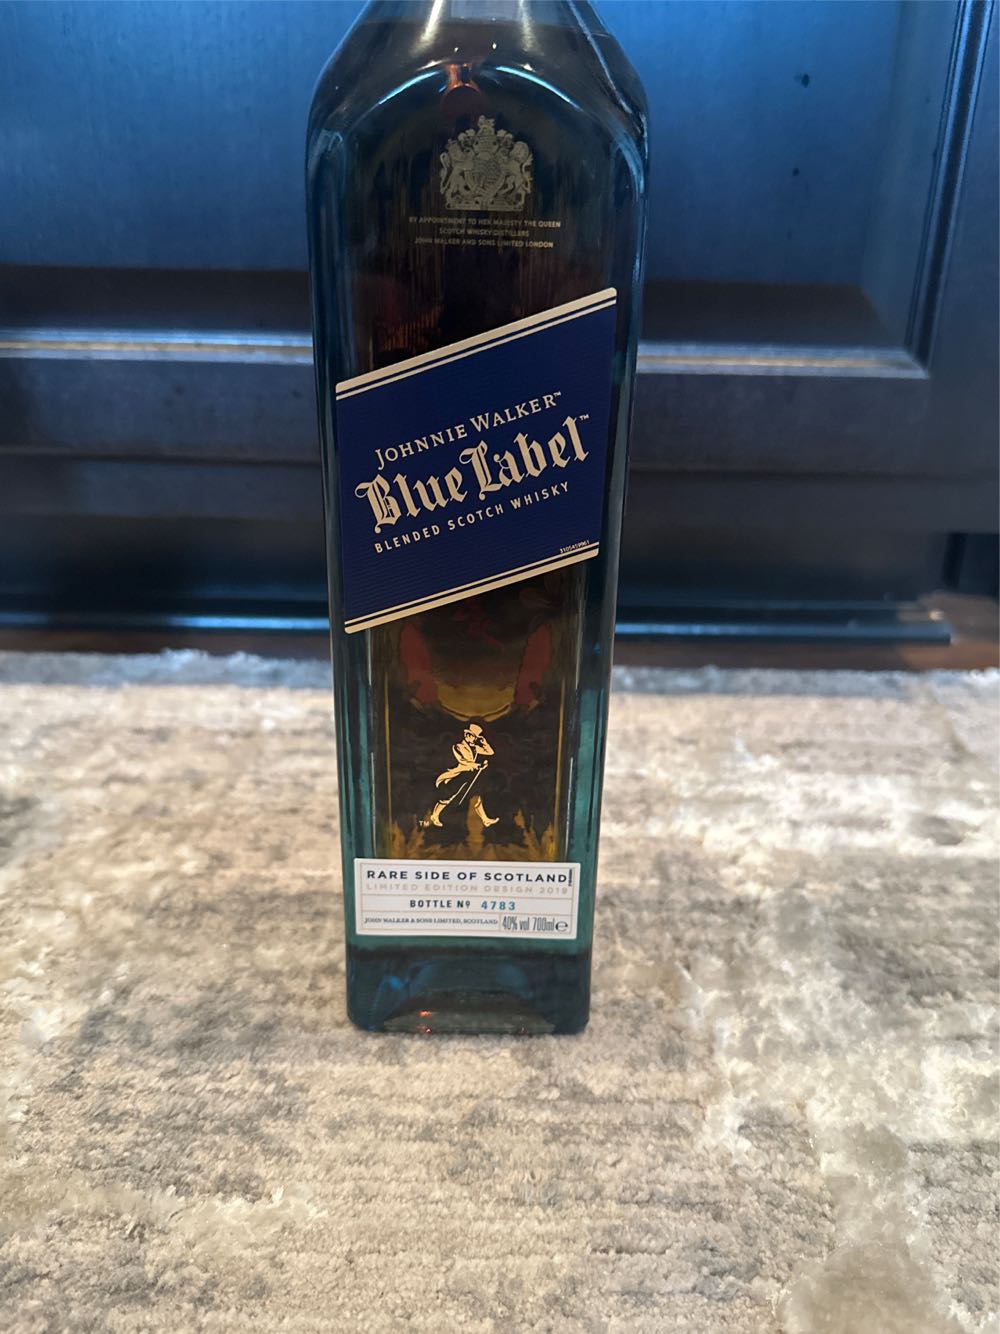 BY APPOINTMENT TO HER MAJESTY THE QUEEN
SCOTCH WHISKY DISTILLERS
JOHN WALKER AND SONS LIMITED LONDON
JOHNNIE WALKER™
Blue Label™
BLENDED SCOTCH WHISKY
TM
RARE SIDE OF SCOTLAND
LIMITED EDITION DESIGN 2019
BOTTLE Nº 4783
JOHN WALKER & SONS LIMITED, SCOTLAND 40% vol 700ml e